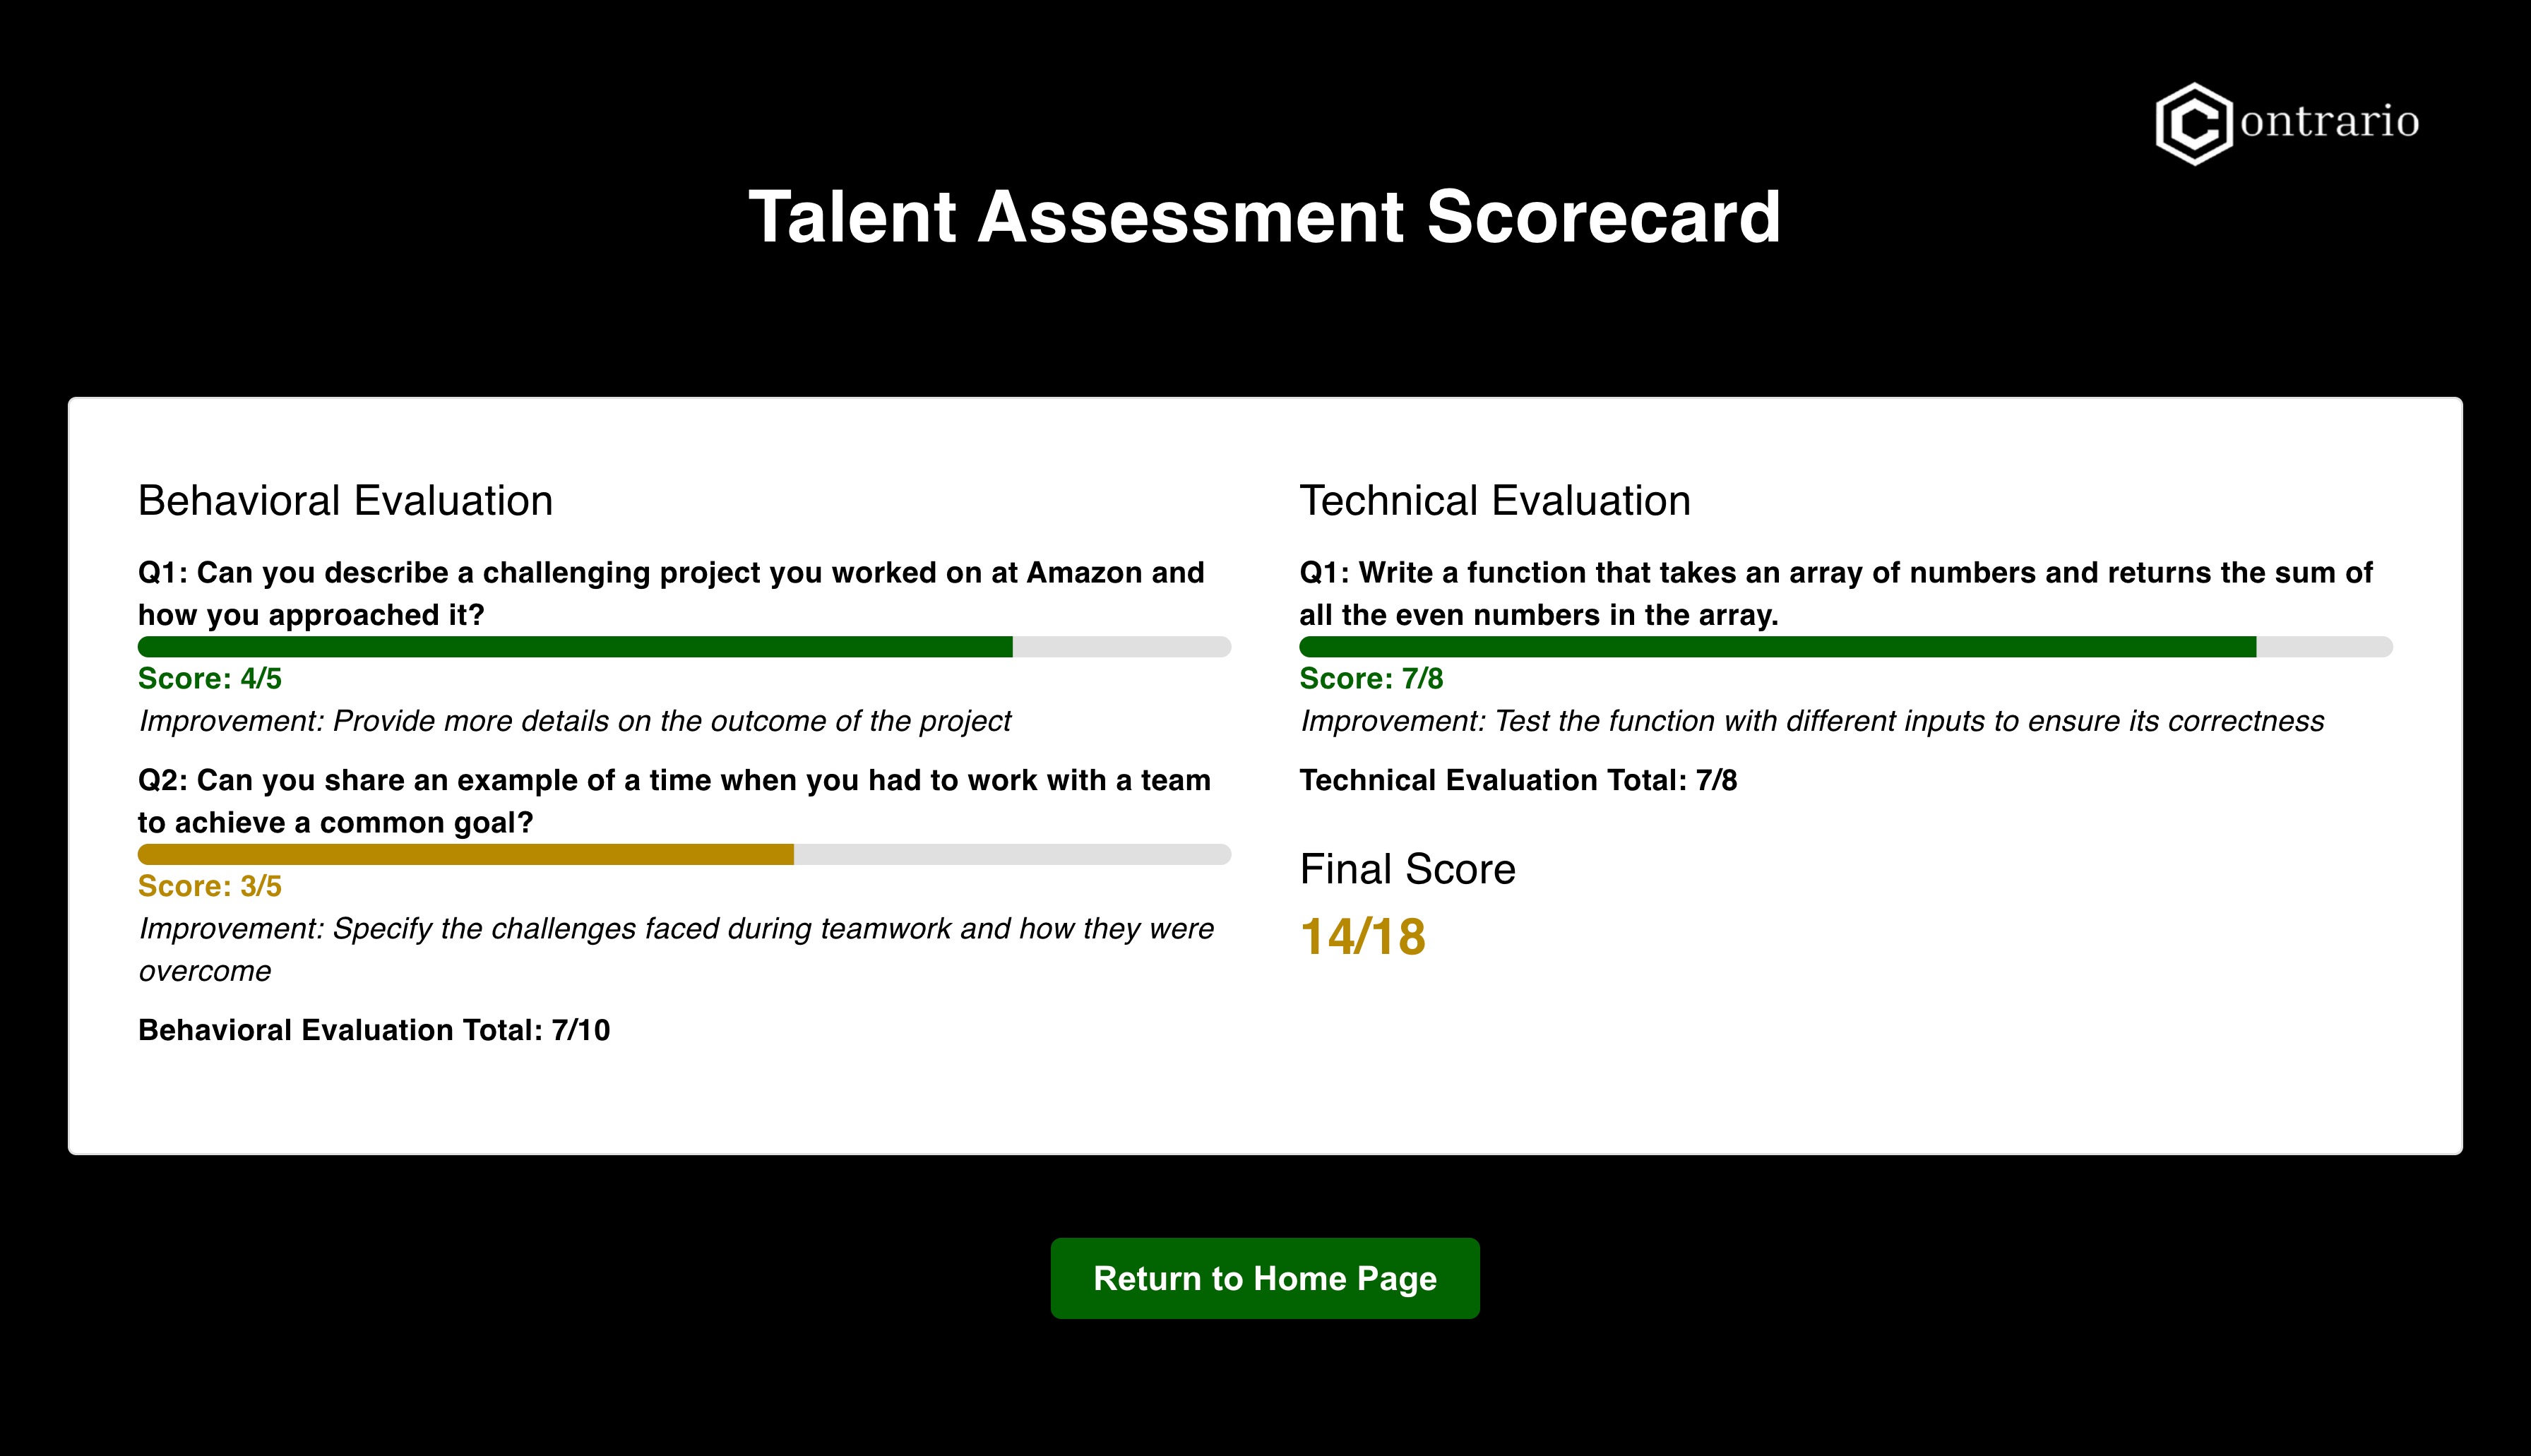 Contrario
Talent Assessment Scorecard
Behavioral Evaluation
Q1: Can you describe a challenging project you worked on at Amazon and
how you approached it?
Score: 4/5
Improvement: Provide more details on the outcome of the project
Q2: Can you share an example of a time when you had to work with a team
to achieve a common goal?
Score: 3/5
Improvement: Specify the challenges faced during teamwork and how they were
overcome
Behavioral Evaluation Total: 7/10
Technical Evaluation
Q1: Write a function that takes an array of numbers and returns the sum of
all the even numbers in the array.
Score: 7/8
Improvement: Test the function with different inputs to ensure its correctness
Technical Evaluation Total: 7/8
Final Score
14/18
Return to Home Page